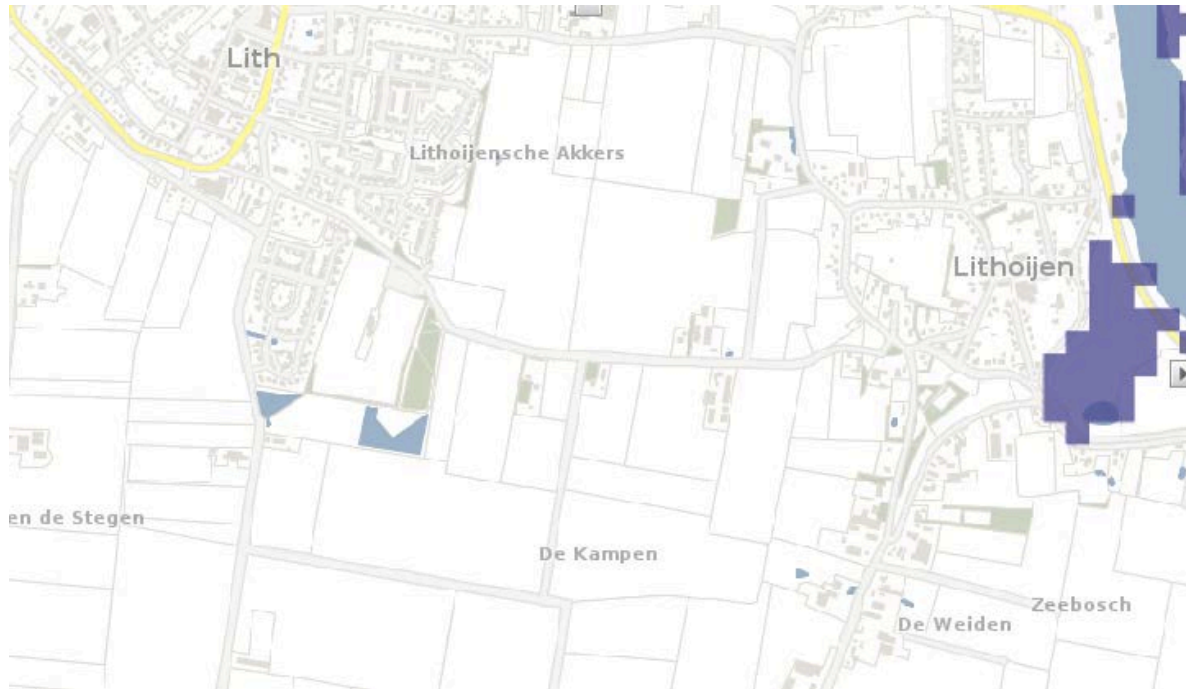 Lith
Lithoijensche Akkers
Lithoijen
en de Stegen
De Kampen
Zeebosch
De Weiden